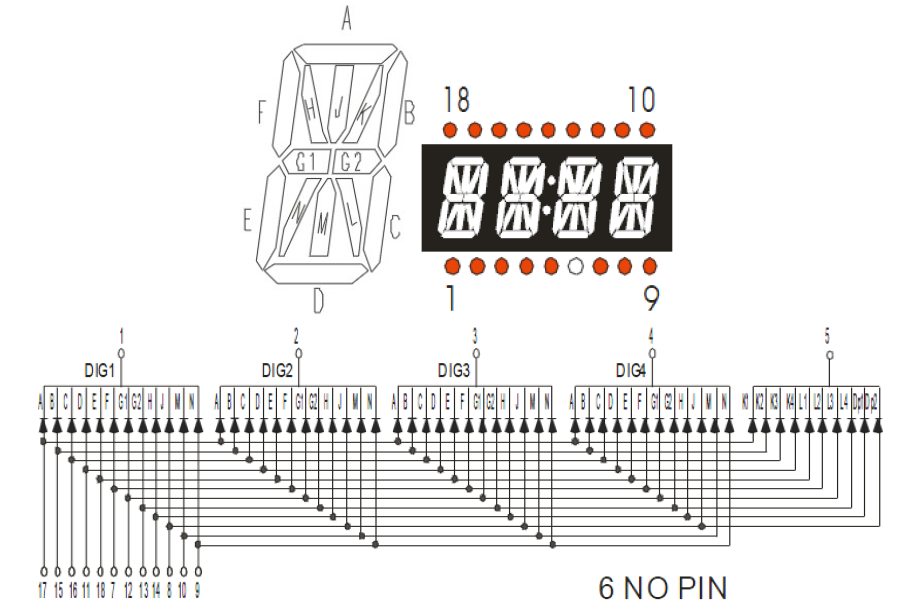 A
F H J K B
G1 G2
E N M L C
D
18 10
1 9
1 2 3 4 5
DIG1 DIG2 DIG3 DIG4
A B C D E F G1 G2 H J M N A B C D E F G1 G2 H J M N A B C D E F G1 G2 H J M N A B C D E F G1 G2 H J M N K1 K2 K3 K4 L1 L2 L3 L4 Dp1 Dp2
17 15 16 11 18 7 12 13 14 8 10 9
6 NO PIN